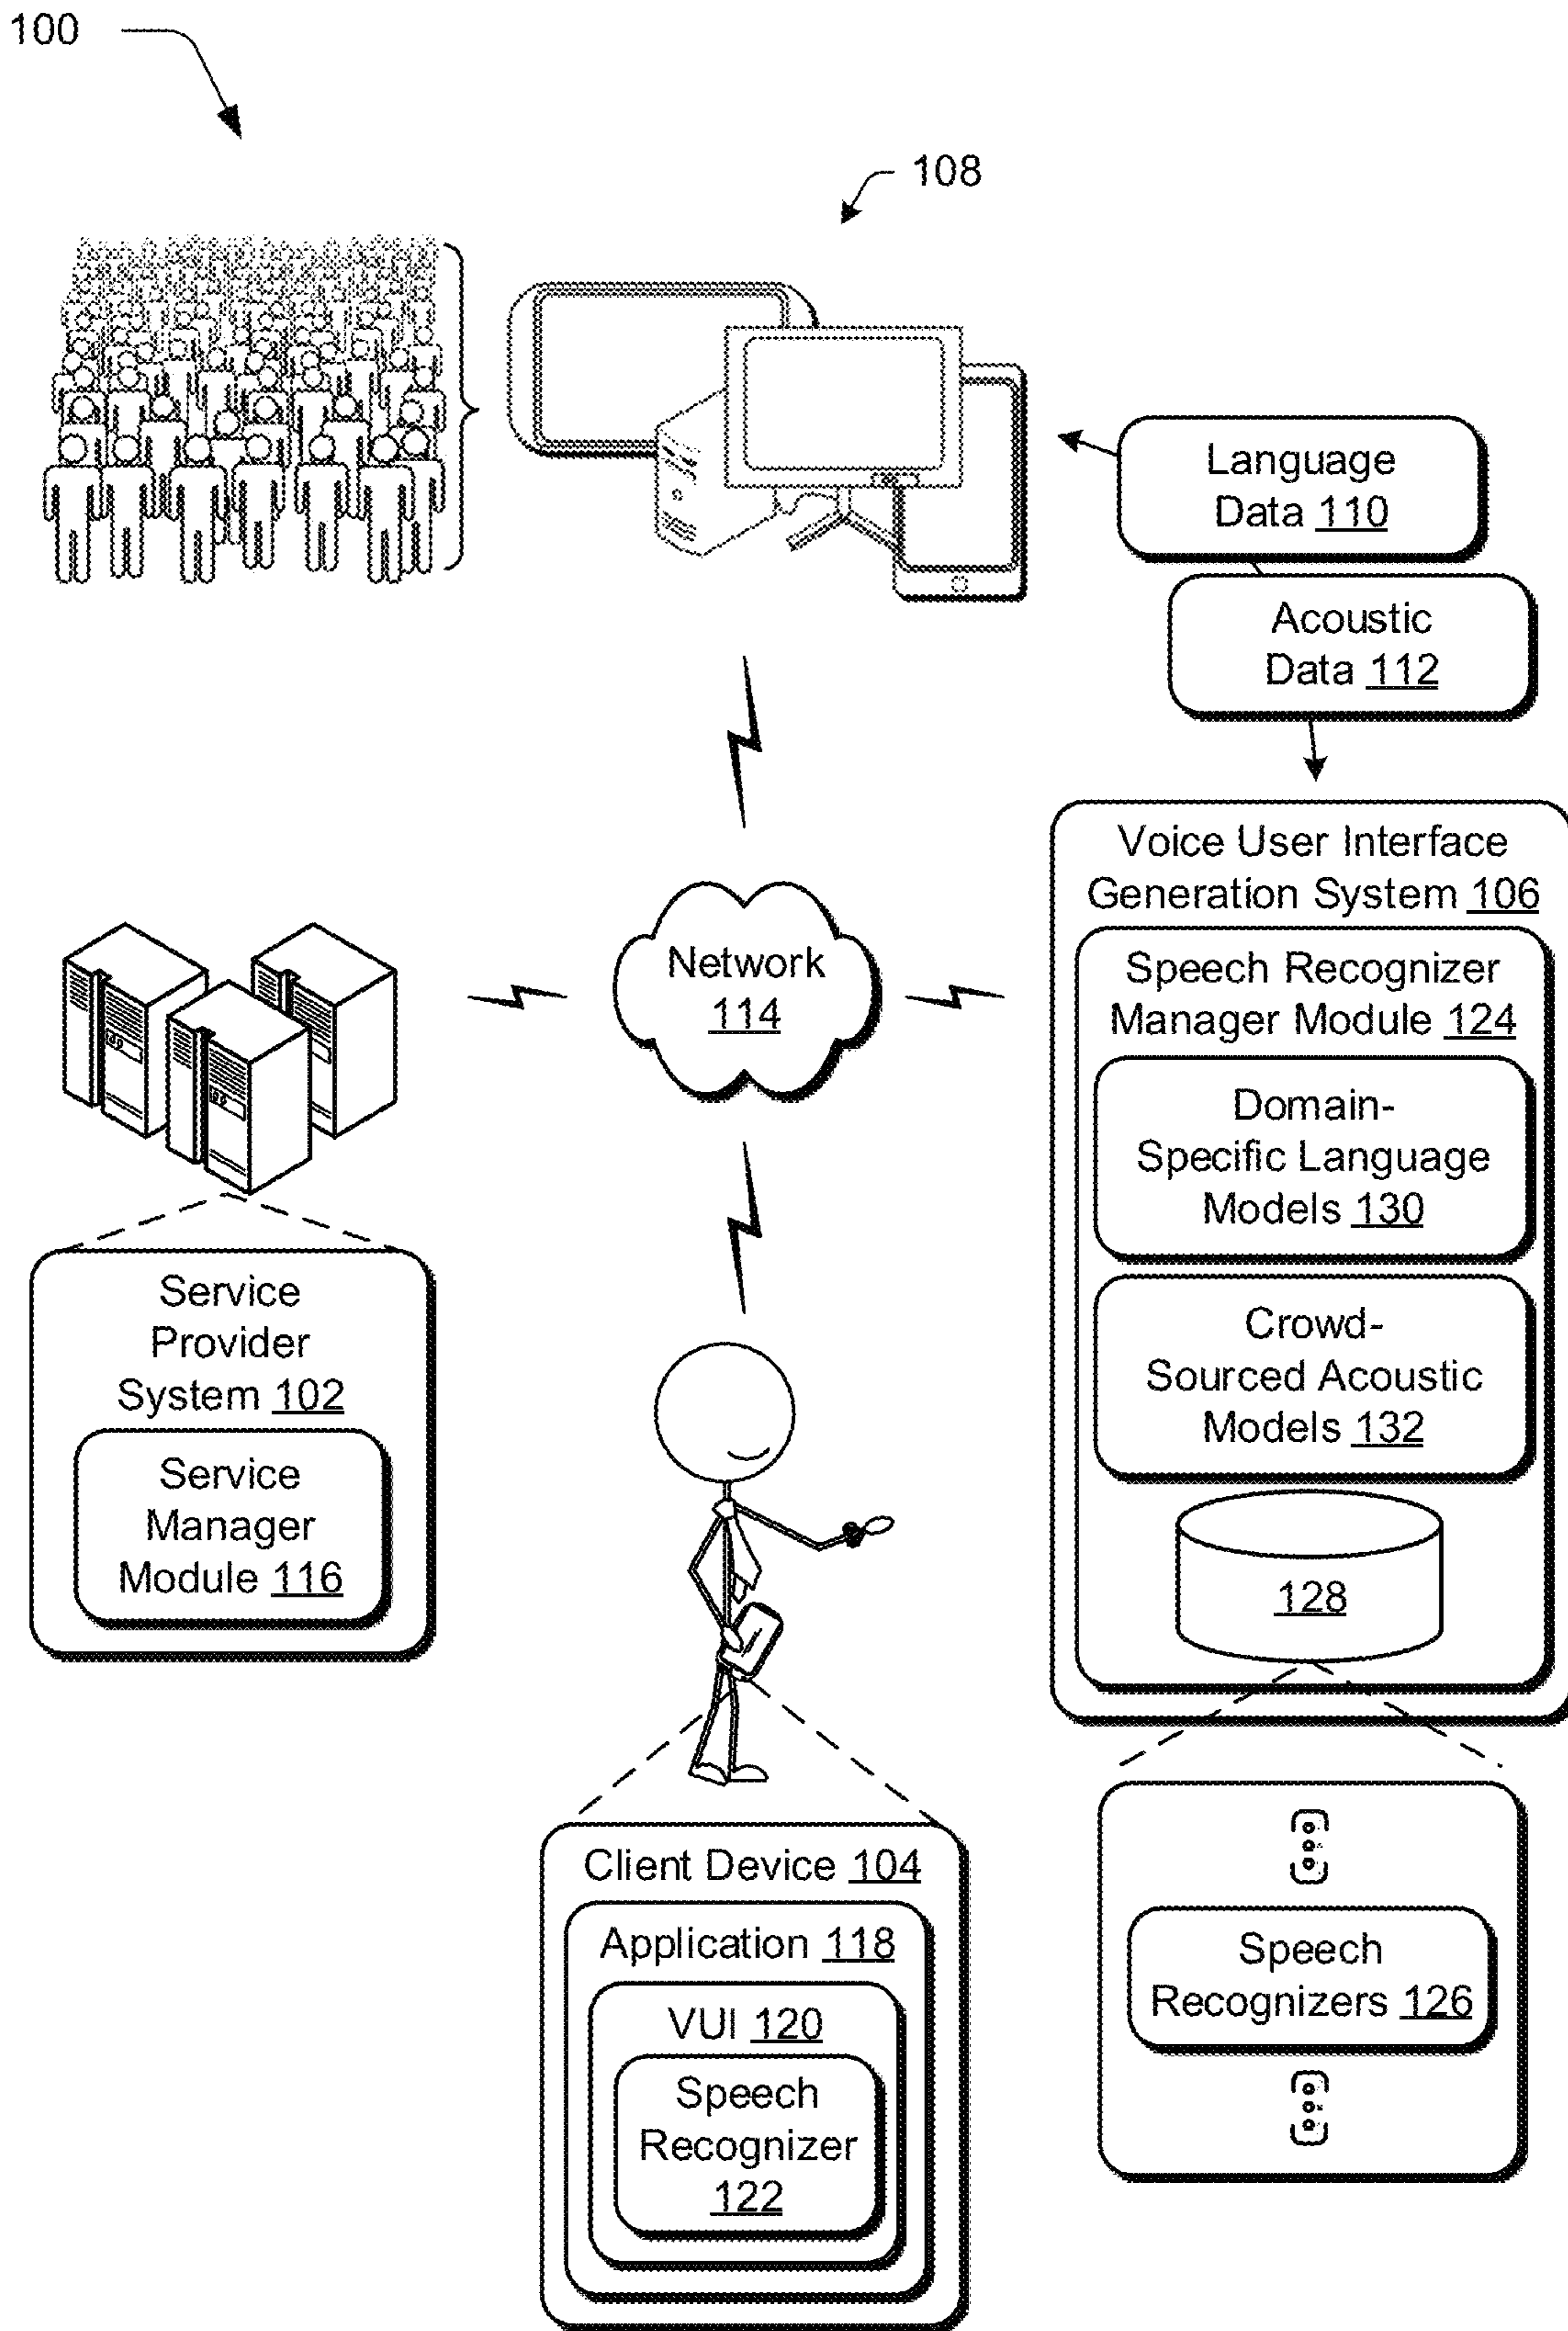 100
108
Language
Data 110
Acoustic
Data 112
Voice User Interface
Generation System 106
Speech Recognizer
Manager Module 124
Domain-
Specific Language
Models 130
Crowd-
Sourced Acoustic
Models 132
128
Network
114
Service
Provider
System 102
Service
Manager
Module 116
Client Device 104
Application 118
VUI 120
Speech
Recognizer
122
Speech
Recognizers 126